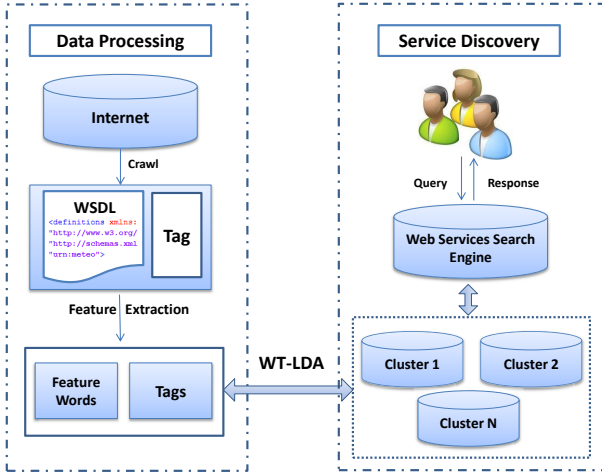 Data Processing
Internet
Crawl
WSDL
<definitions xmlns:
"http://www.w3.org/
"http://schemas.xml
"urn:meteo">
Tag
Feature Extraction
Feature
Words
Tags
WT-LDA
Service Discovery
Query
Response
Web Services Search
Engine
Cluster 1
Cluster 2
Cluster N